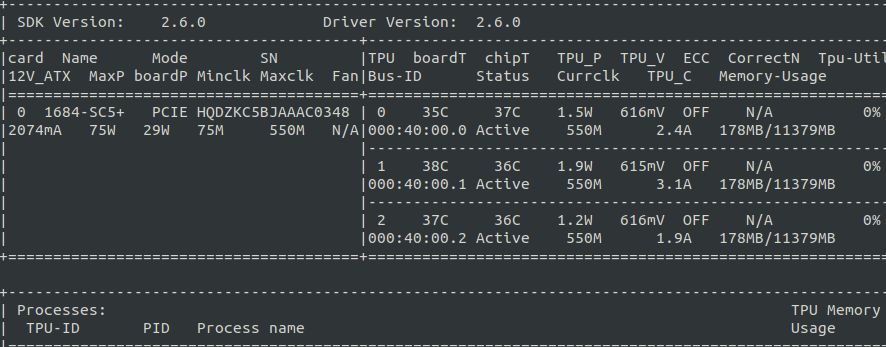 +---------------------------------------------------------------------------------
| SDK Version:    2.6.0             Driver Version:  2.6.0
+---------------------------------------+-----------------------------------------
|card  Name      Mode        SN         |TPU  boardT  chipT   TPU_P  TPU_V  ECC  CorrectN  Tpu-Util
|12V_ATX  MaxP boardP Minclk Maxclk  Fan|Bus-ID      Status   Currclk   TPU_C   Memory-Usage
|=======================================+=========================================
| 0  1684-SC5+   PCIE HQDZKC5BJAAAC0348 | 0    35C     37C    1.5W   616mV  OFF    N/A          0%
|2074mA   75W   29W    75M     550M  N/A|000:40:00.0 Active    550M      2.4A   178MB/11379MB
|                                       |-----------------------------------------
|                                       | 1    38C     36C    1.9W   615mV  OFF    N/A          0%
|                                       |000:40:00.1 Active    550M      3.1A   178MB/11379MB
|                                       |-----------------------------------------
|                                       | 2    37C     36C    1.2W   616mV  OFF    N/A          0%
|                                       |000:40:00.2 Active    550M      1.9A   178MB/11379MB
+=======================================+=========================================
+---------------------------------------------------------------------------------
| Processes:                                                                            TPU Memory
|  TPU-ID      PID   Process name                                                       Usage
|=================================================================================